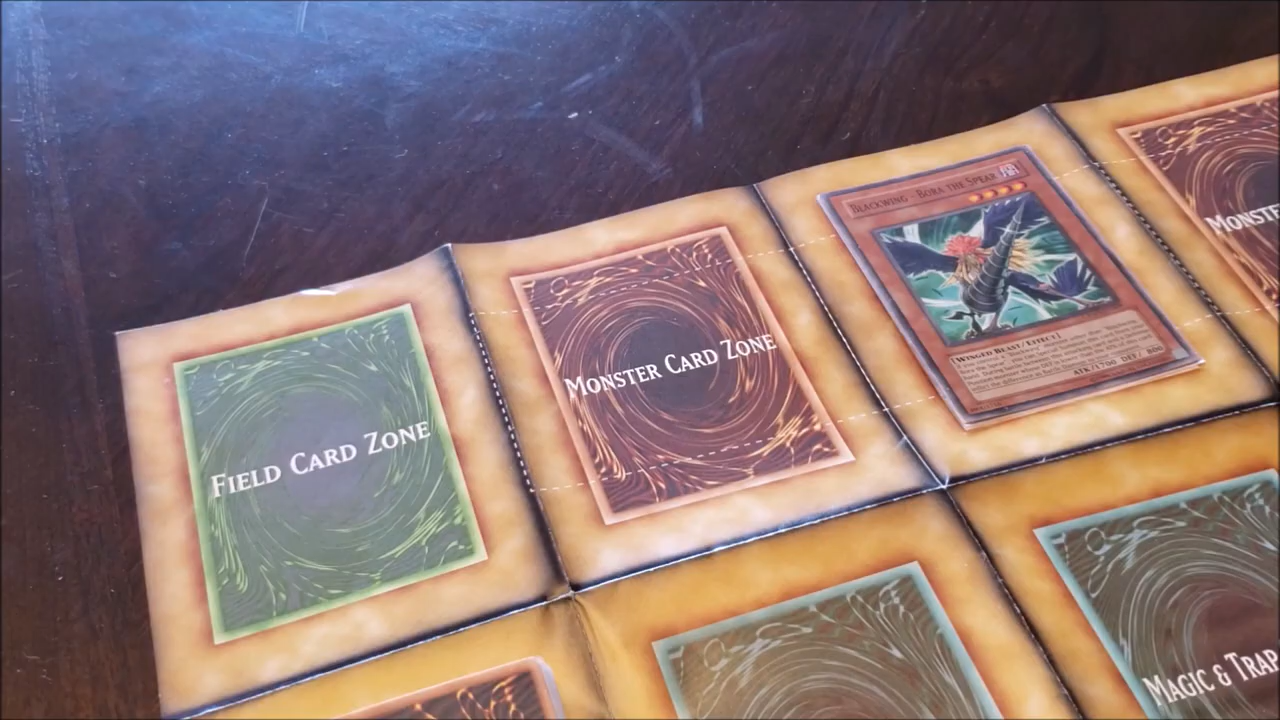 BLACKWING - BORA THE SPEAR
MONSTER
[WINGED BEAST/EFFECT]
ATK/1700 DEF/ 800
MONSTER CARD ZONE
FIELD CARD ZONE
MAGIC & TRAP